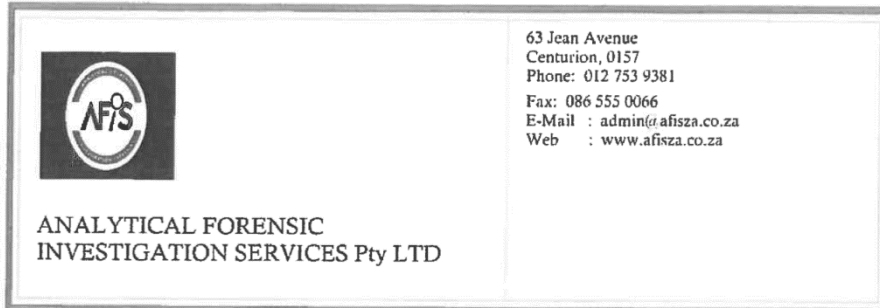 AFiS
ANALYTICAL FORENSIC
INVESTIGATION SERVICES Pty LTD
63 Jean Avenue
Centurion, 0157
Phone: 012 753 9381
Fax: 086 555 0066
E-Mail : admin@afisza.co.za
Web : www.afisza.co.za